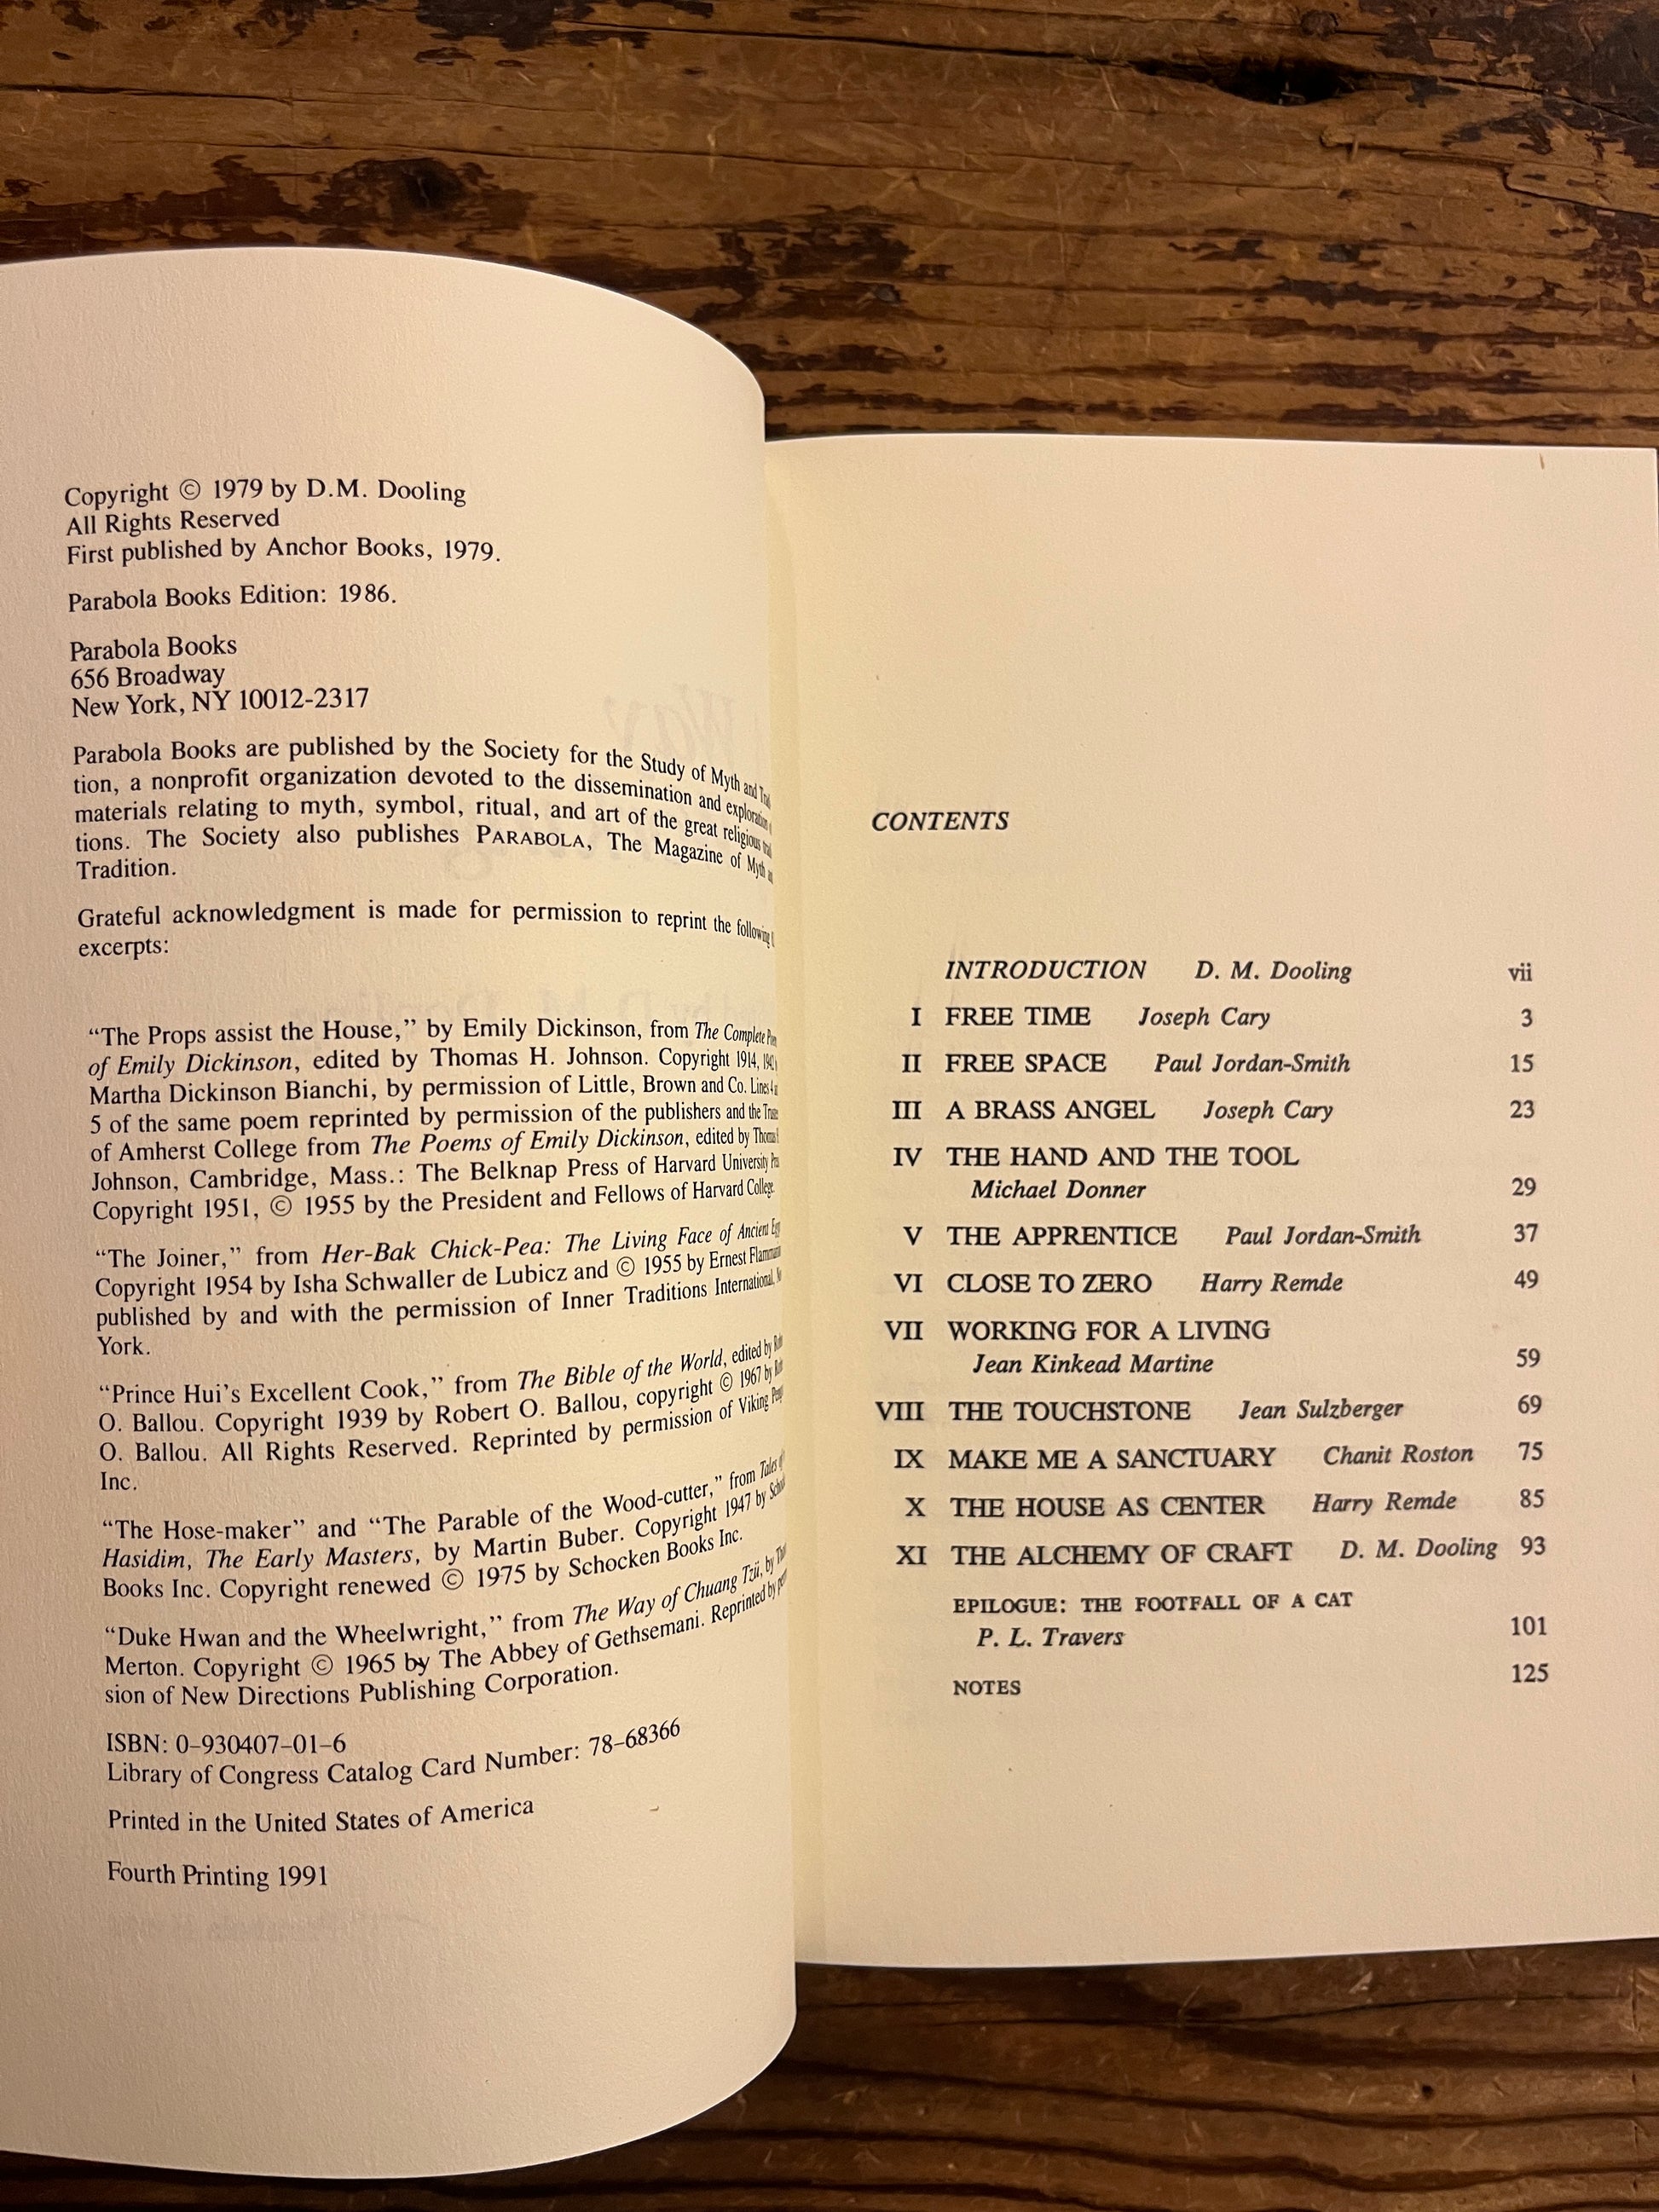 Copyright © 1979 by D.M. Dooling
All Rights Reserved
First published by Anchor Books, 1979.
Parabola Books Edition: 1986.
Parabola Books
656 Broadway
New York, NY 10012-2317
Parabola Books are published by the Society for the Study of Myth and
tion, a nonprofit organization devoted to the dissemination and exploration
materials relating to myth, symbol, ritual, and art of the great religious
tions. The Society also publishes PARABOLA, The Magazine of Myth
Tradition.
Grateful acknowledgment is made for permission to reprint the following
excerpts:
“The Props assist the House,” by Emily Dickinson, from The Complete
of Emily Dickinson, edited by Thomas H. Johnson. Copyright 1914,
Martha Dickinson Bianchi, by permission of Little, Brown and Co. Lines 4
5 of the same poem reprinted by permission of the publishers and the
of Amherst College from The Poems of Emily Dickinson, edited by
Johnson, Cambridge, Mass.: The Belknap Press of Harvard University
Copyright 1951, © 1955 by the President and Fellows of Harvard College.
“The Joiner,” from Her-Bak Chick-Pea: The Living Face of Ancient
Copyright 1954 by Isha Schwaller de Lubicz and © 1955 by Ernest
published by and with the permission of Inner Traditions International,
York.
“Prince Hui’s Excellent Cook,” from The Bible of the World, edited by
O. Ballou. Copyright 1939 by Robert O. Ballou, copyright © 1967 by
O. Ballou. All Rights Reserved. Reprinted by permission of Viking
Inc.
“The Hose-maker” and “The Parable of the Wood-cutter,” from Tales
Hasidim, The Early Masters, by Martin Buber. Copyright 1947 by
Books Inc. Copyright renewed © 1975 by Schocken Books Inc.
“Duke Hwan and the Wheelwright,” from The Way of Chuang Tzü, by
Merton. Copyright © 1965 by The Abbey of Gethsemani. Reprinted by
sion of New Directions Publishing Corporation.
ISBN: 0–930407–01–6
Library of Congress Catalog Card Number: 78–68366
Printed in the United States of America
Fourth Printing 1991
CONTENTS
INTRODUCTION D. M. Dooling vii
I FREE TIME Joseph Cary 3
II FREE SPACE Paul Jordan-Smith 15
III A BRASS ANGEL Joseph Cary 23
IV THE HAND AND THE TOOL
Michael Donner 29
V THE APPRENTICE Paul Jordan-Smith 37
VI CLOSE TO ZERO Harry Remde 49
VII WORKING FOR A LIVING
Jean Kinkead Martine 59
VIII THE TOUCHSTONE Jean Sulzberger 69
IX MAKE ME A SANCTUARY Chanit Roston 75
X THE HOUSE AS CENTER Harry Remde 85
XI THE ALCHEMY OF CRAFT D. M. Dooling 93
EPILOGUE: THE FOOTFALL OF A CAT
P. L. Travers 101
NOTES 125